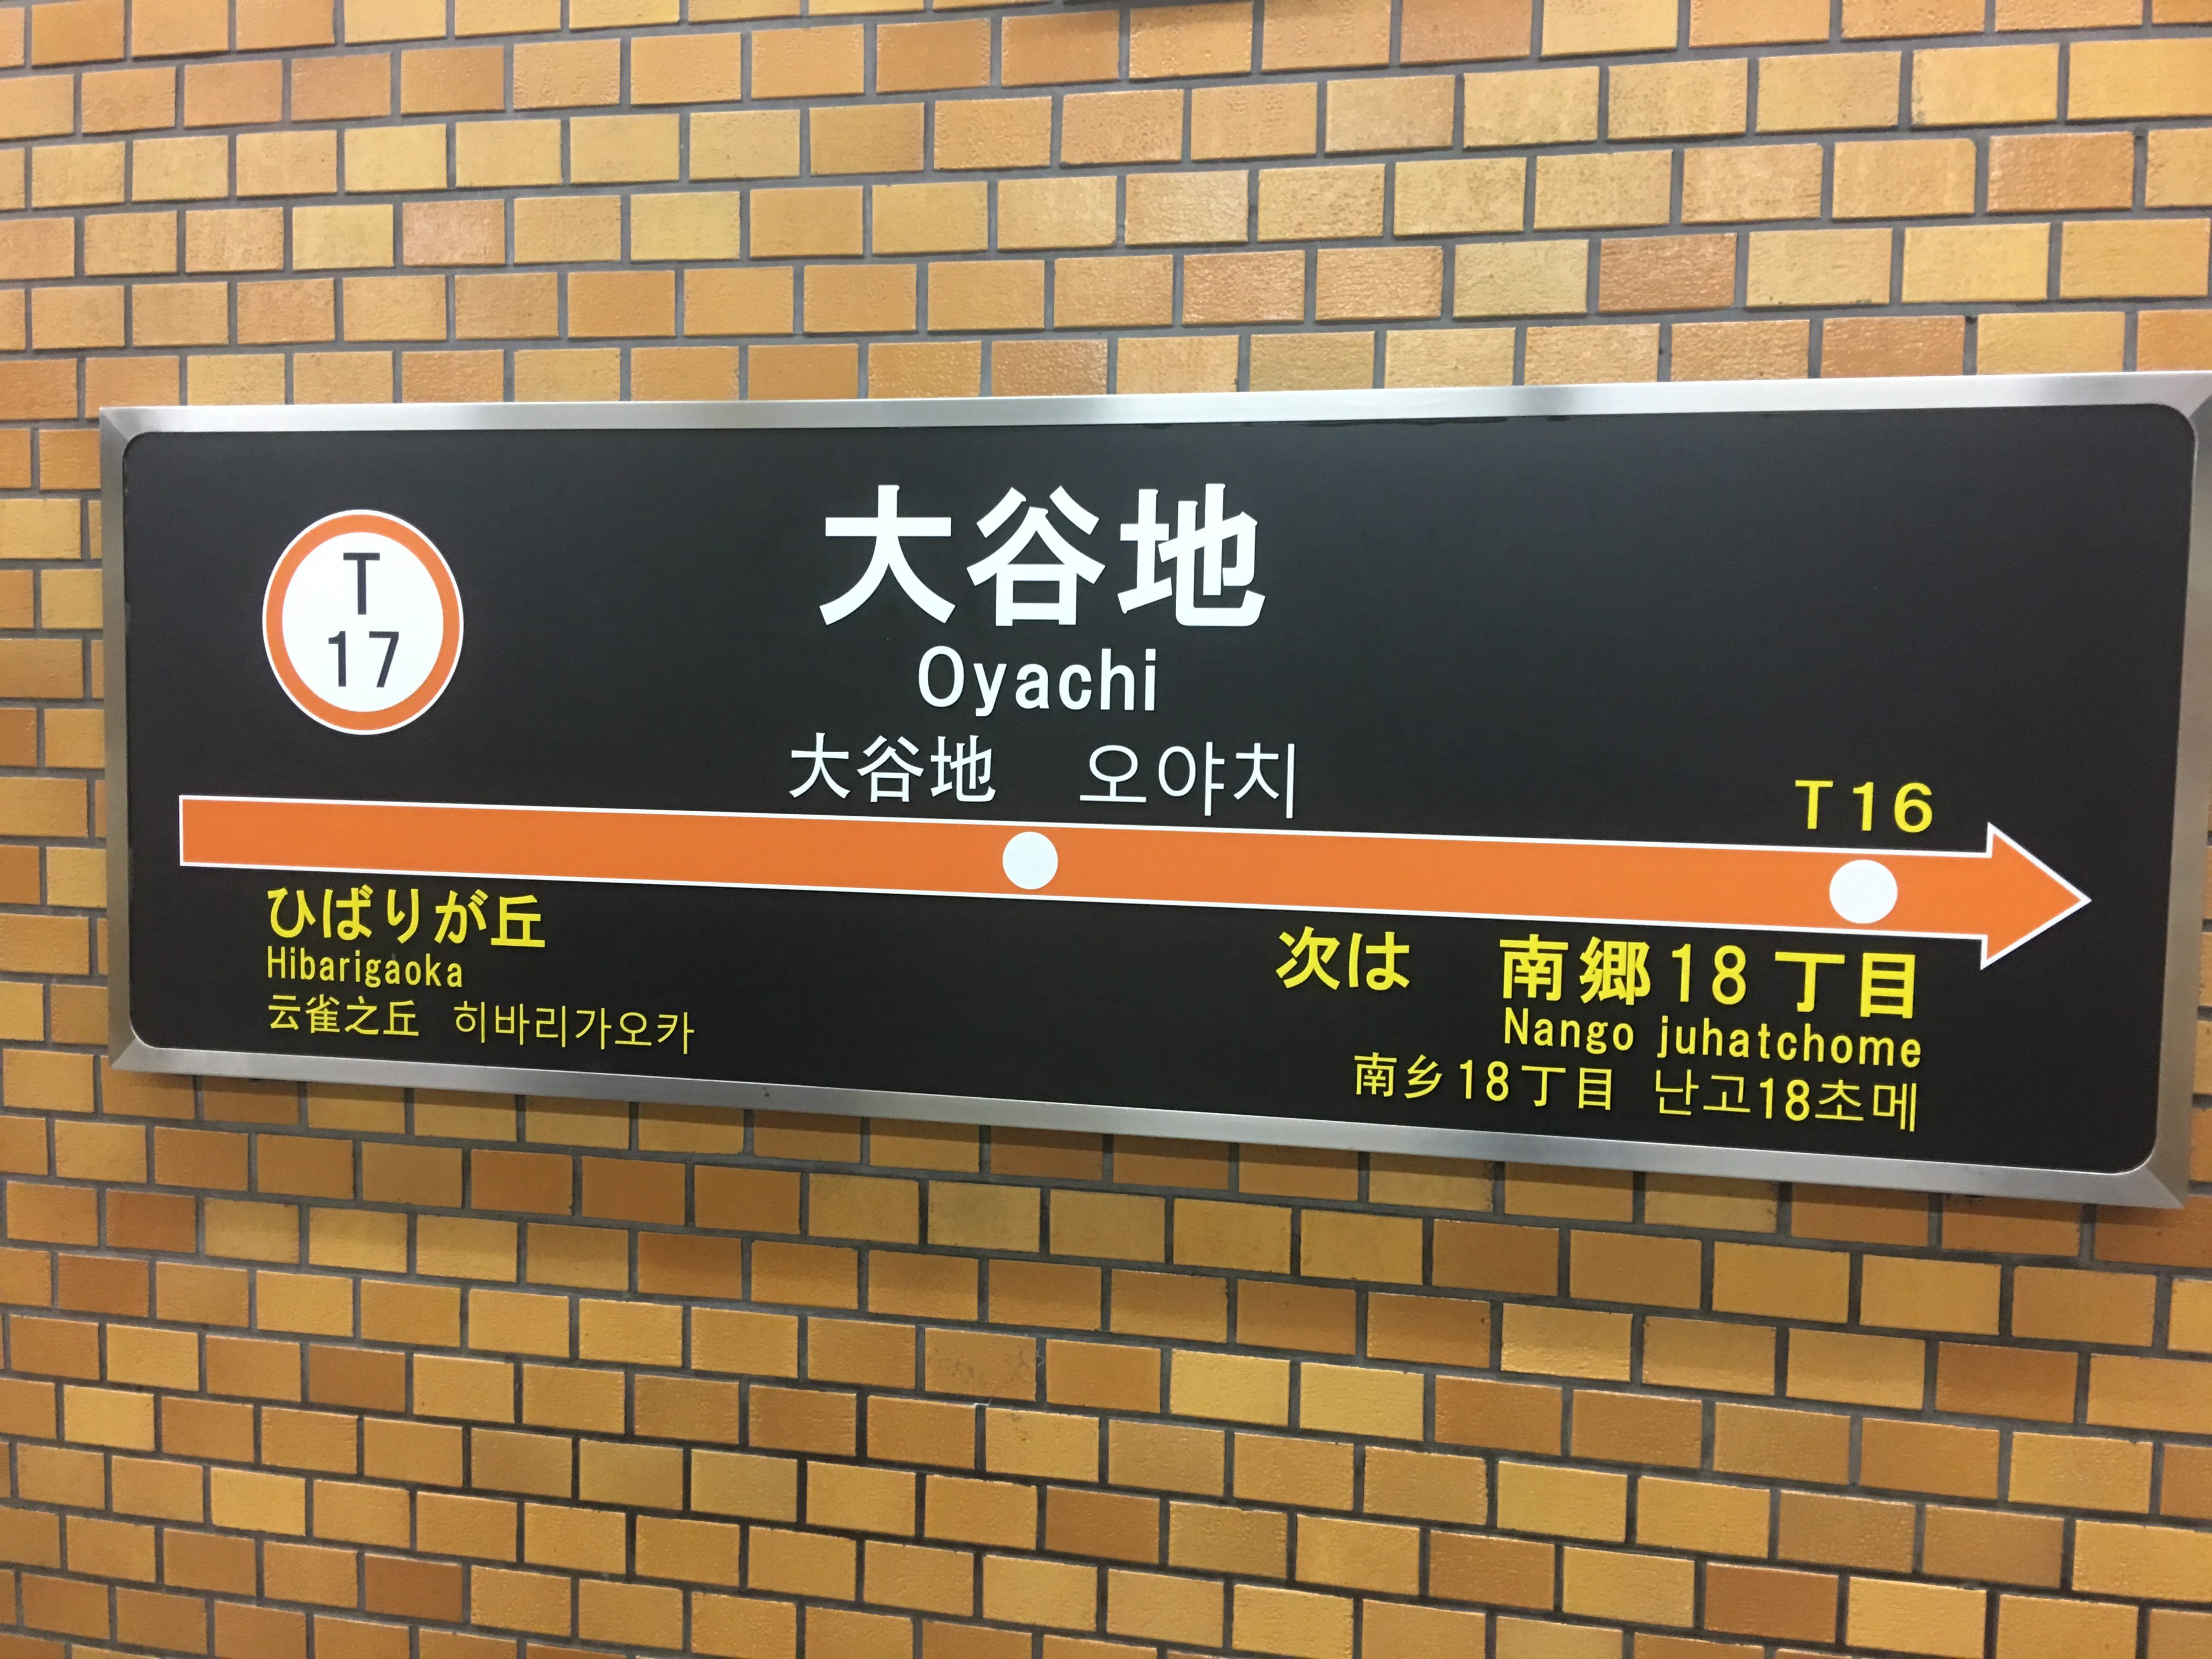 T
17
大谷地
Oyachi
大谷地 오야치
T16
ひばりが丘
Hibarigaoka
云雀之丘 히바리가오카
次は 南郷18丁目
Nango juhatchome
南乡18丁目 난고18초메